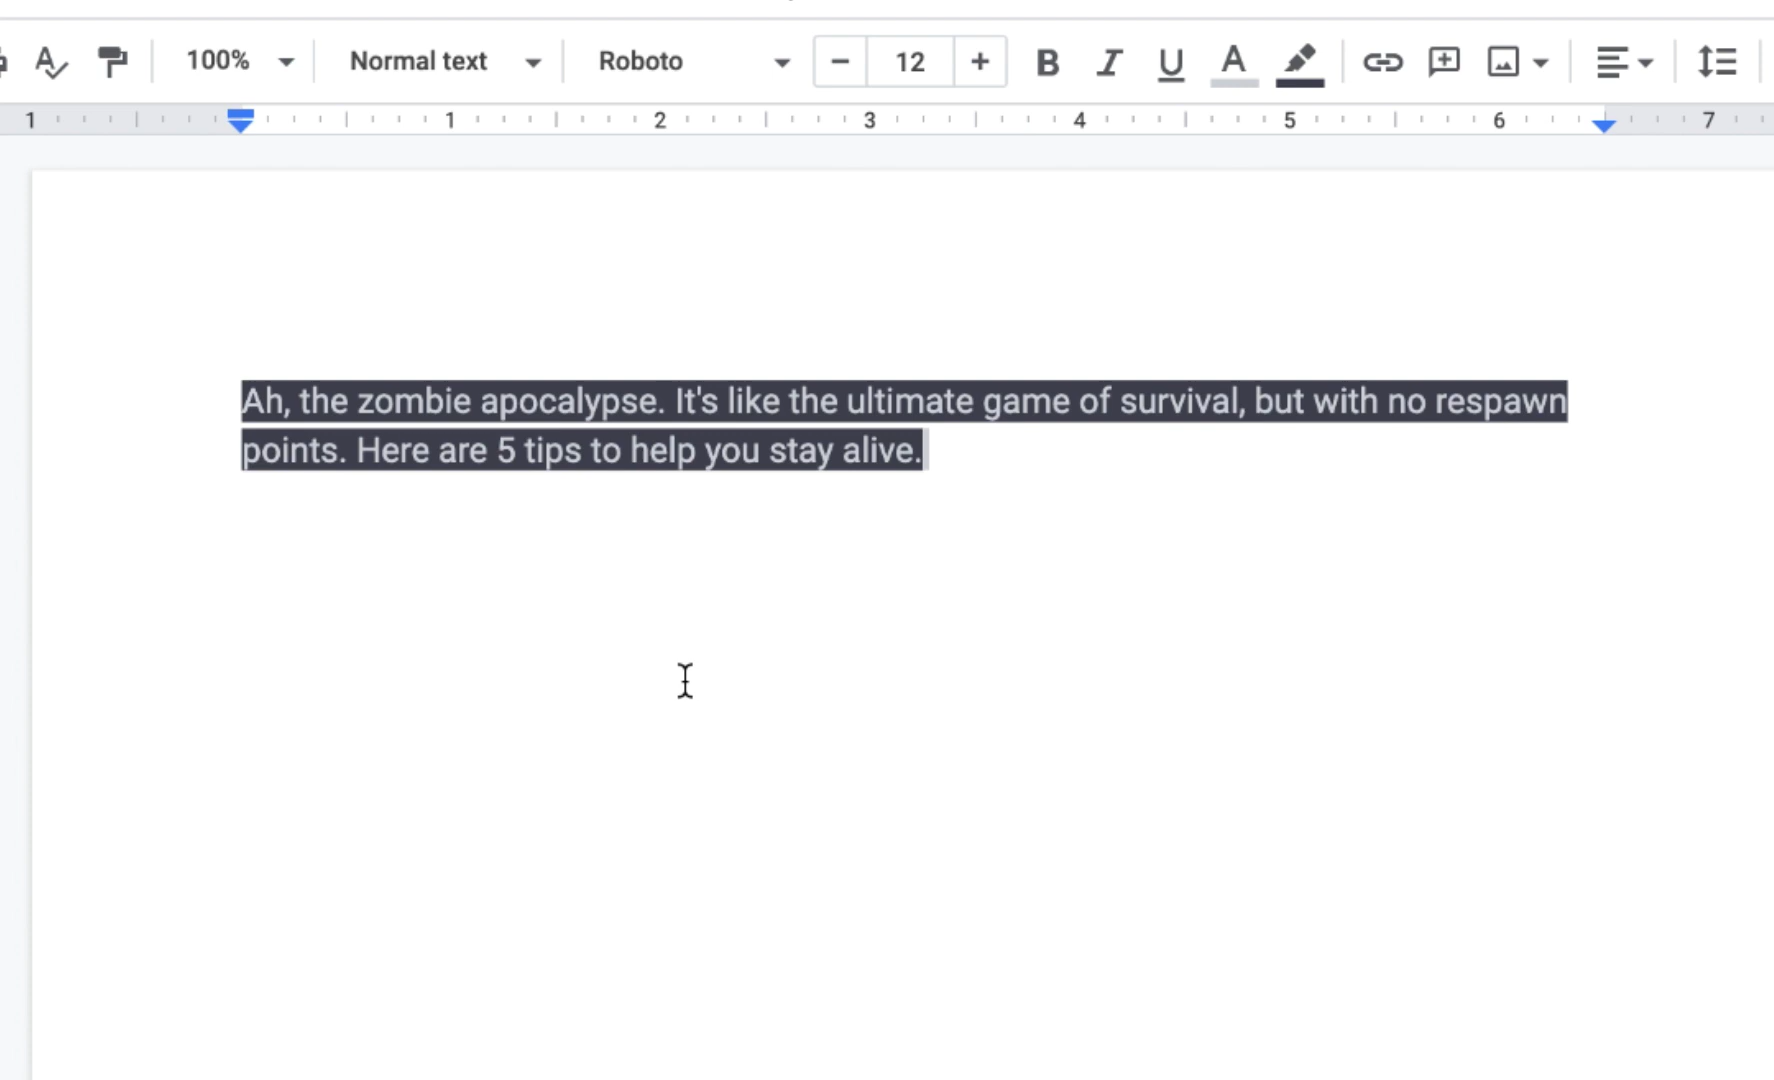 100% Normal text Roboto − 12 + B I U A
1 1 2 3 4 5 6 7
Ah, the zombie apocalypse. It's like the ultimate game of survival, but with no respawn
points. Here are 5 tips to help you stay alive.